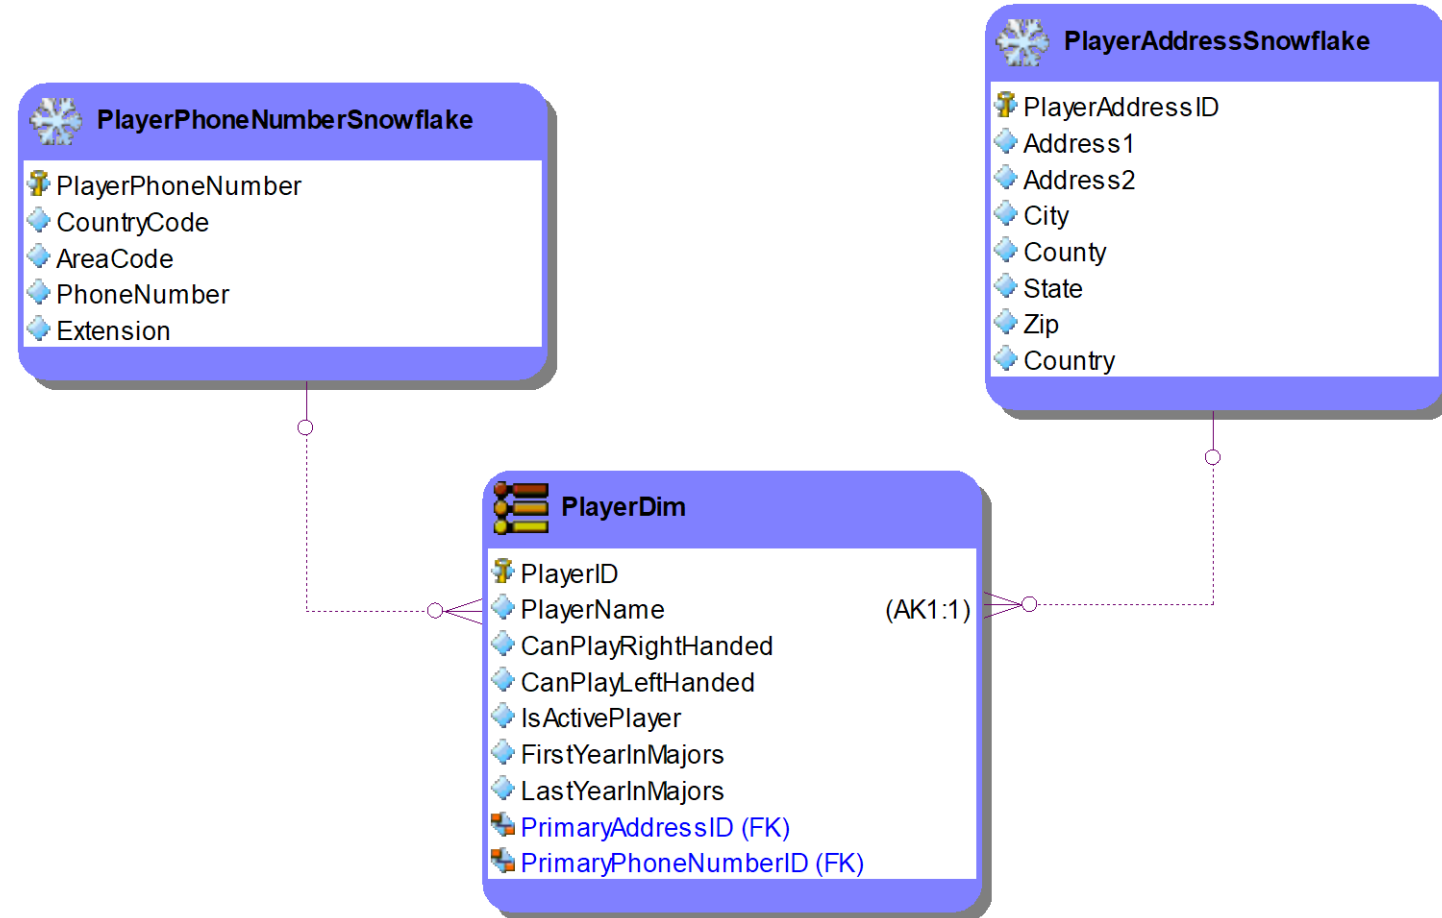 PlayerPhoneNumberSnowflake
PlayerPhoneNumber
CountryCode
AreaCode
PhoneNumber
Extension
PlayerAddressSnowflake
PlayerAddressID
Address1
Address2
City
County
State
Zip
Country
PlayerDim
PlayerID
PlayerName (AK1:1)
CanPlayRightHanded
CanPlayLeftHanded
IsActivePlayer
FirstYearInMajors
LastYearInMajors
PrimaryAddressID (FK)
PrimaryPhoneNumberID (FK)